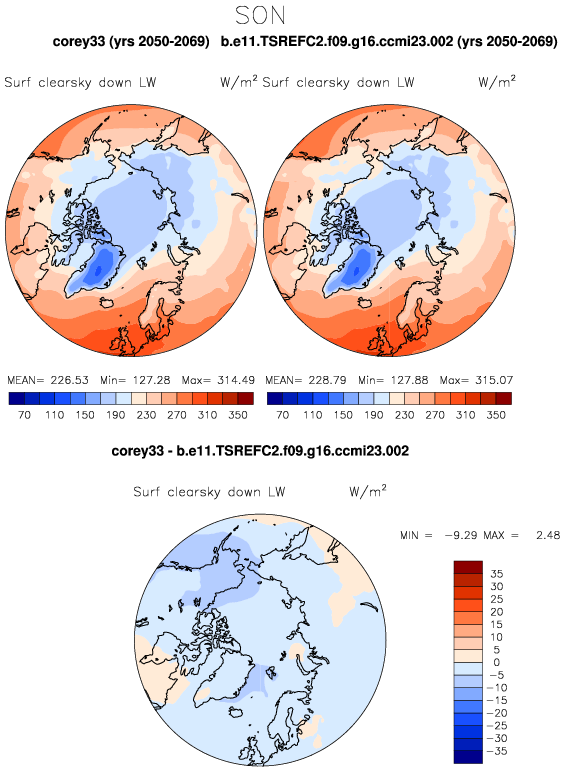 SON
corey33 (yrs 2050-2069) b.e11.TSREFC2.f09.g16.ccmi23.002 (yrs 2050-2069)
Surf clearsky down LW W/m² Surf clearsky down LW W/m²
MEAN= 226.53 Min= 127.28 Max= 314.49 MEAN= 228.79 Min= 127.88 Max= 315.07
70 110 150 190 230 270 310 350 70 110 150 190 230 270 310 350
corey33 - b.e11.TSREFC2.f09.g16.ccmi23.002
Surf clearsky down LW W/m²
MIN = -9.29 MAX = 2.48
35
30
25
20
15
10
5
0
-5
-10
-15
-20
-25
-30
-35